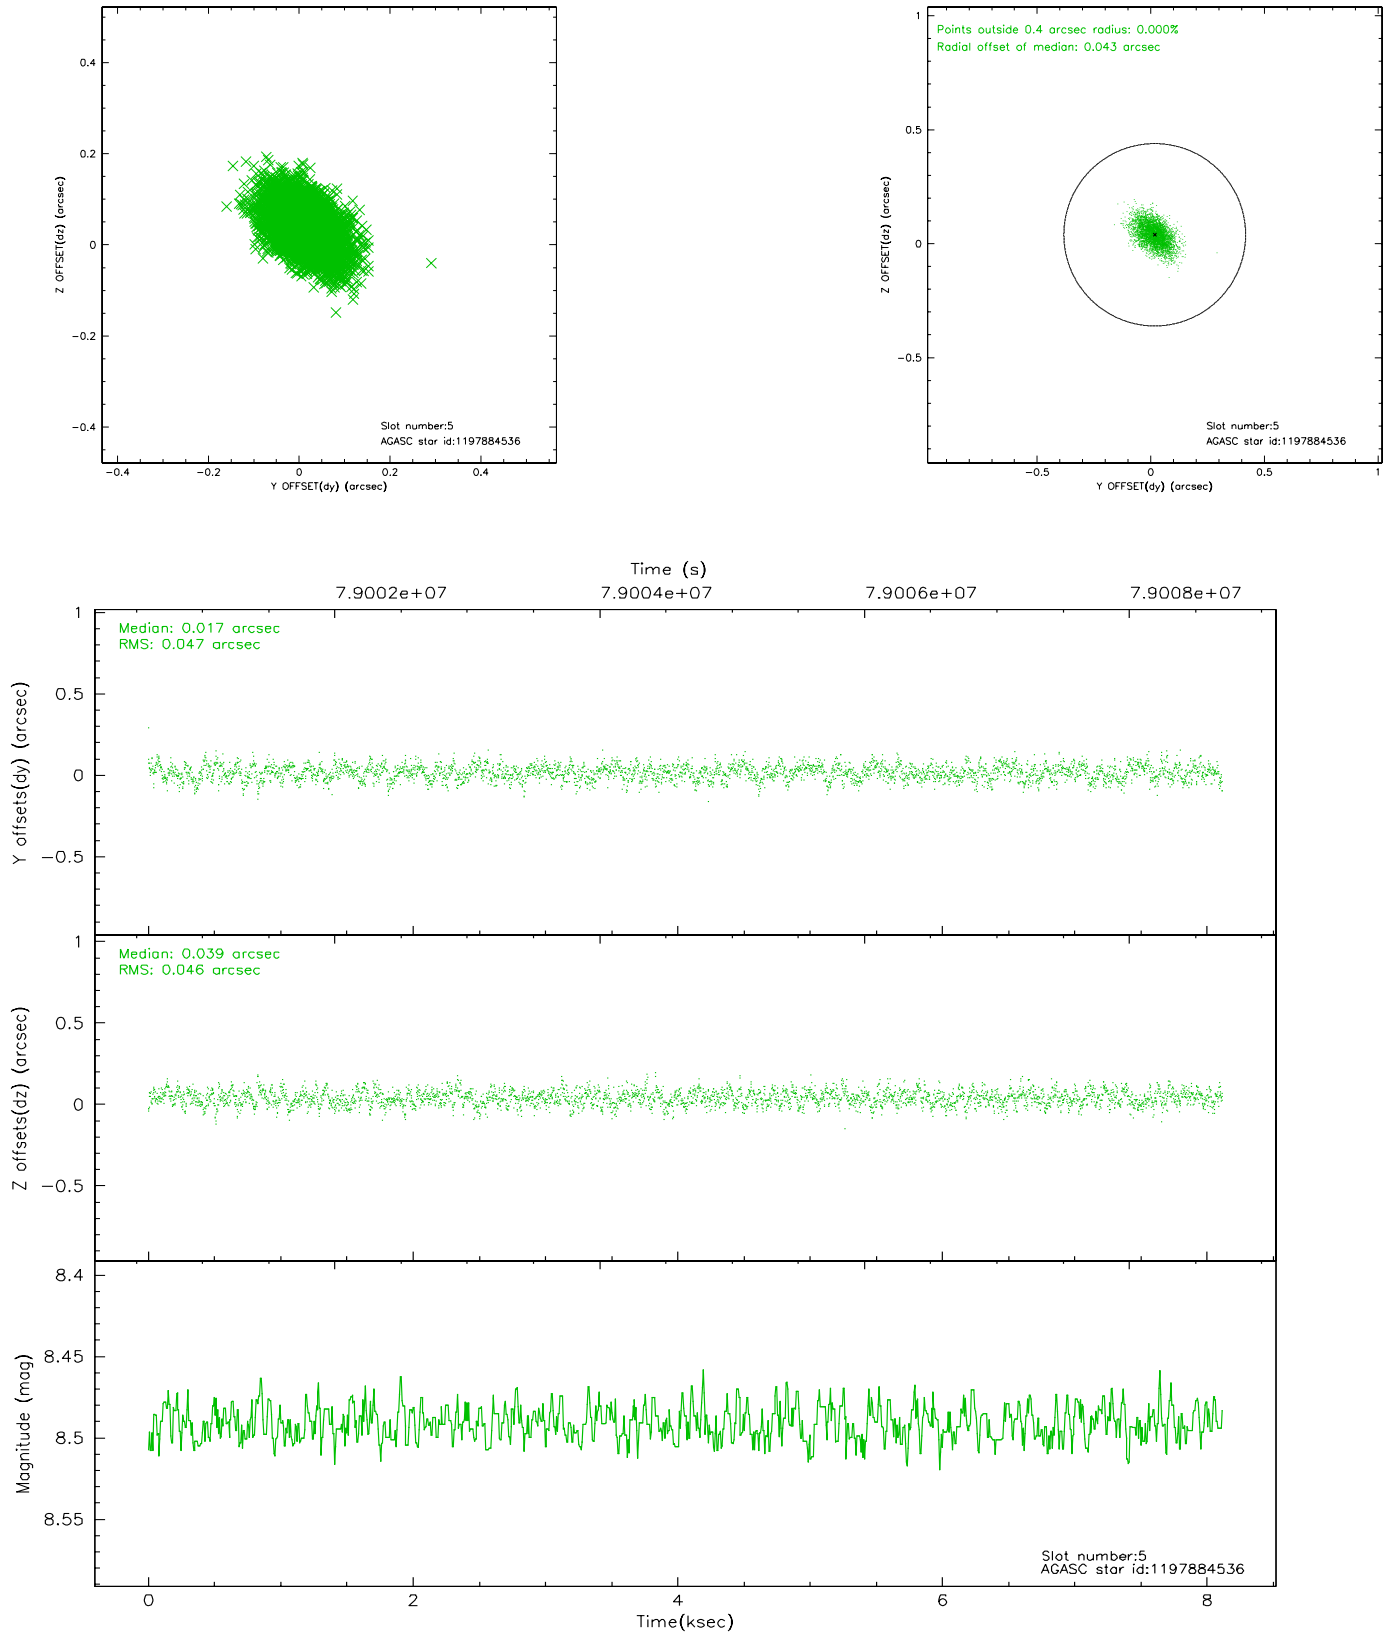 0.4
0.2
0
−0.2
−0.4
Z OFFSET(dz) (arcsec)
Slot number:5
AGASC star id:1197884536
−0.4 −0.2 0 0.2 0.4
Y OFFSET(dy) (arcsec)
Points outside 0.4 arcsec radius: 0.000%
Radial offset of median: 0.043 arcsec
1
0.5
0
−0.5
Z OFFSET(dz) (arcsec)
Slot number:5
AGASC star id:1197884536
−0.5 0 0.5 1
Y OFFSET(dy) (arcsec)
Time (s)
7.9002e+07 7.9004e+07 7.9006e+07 7.9008e+07
Median: 0.017 arcsec
RMS: 0.047 arcsec
1
0.5
0
−0.5
Y offsets(dy) (arcsec)
Median: 0.039 arcsec
RMS: 0.046 arcsec
1
0.5
0
−0.5
Z offsets(dz) (arcsec)
8.4
8.45
8.5
8.55
Magnitude (mag)
Slot number:5
AGASC star id:1197884536
0 2 4 6 8
Time(ksec)